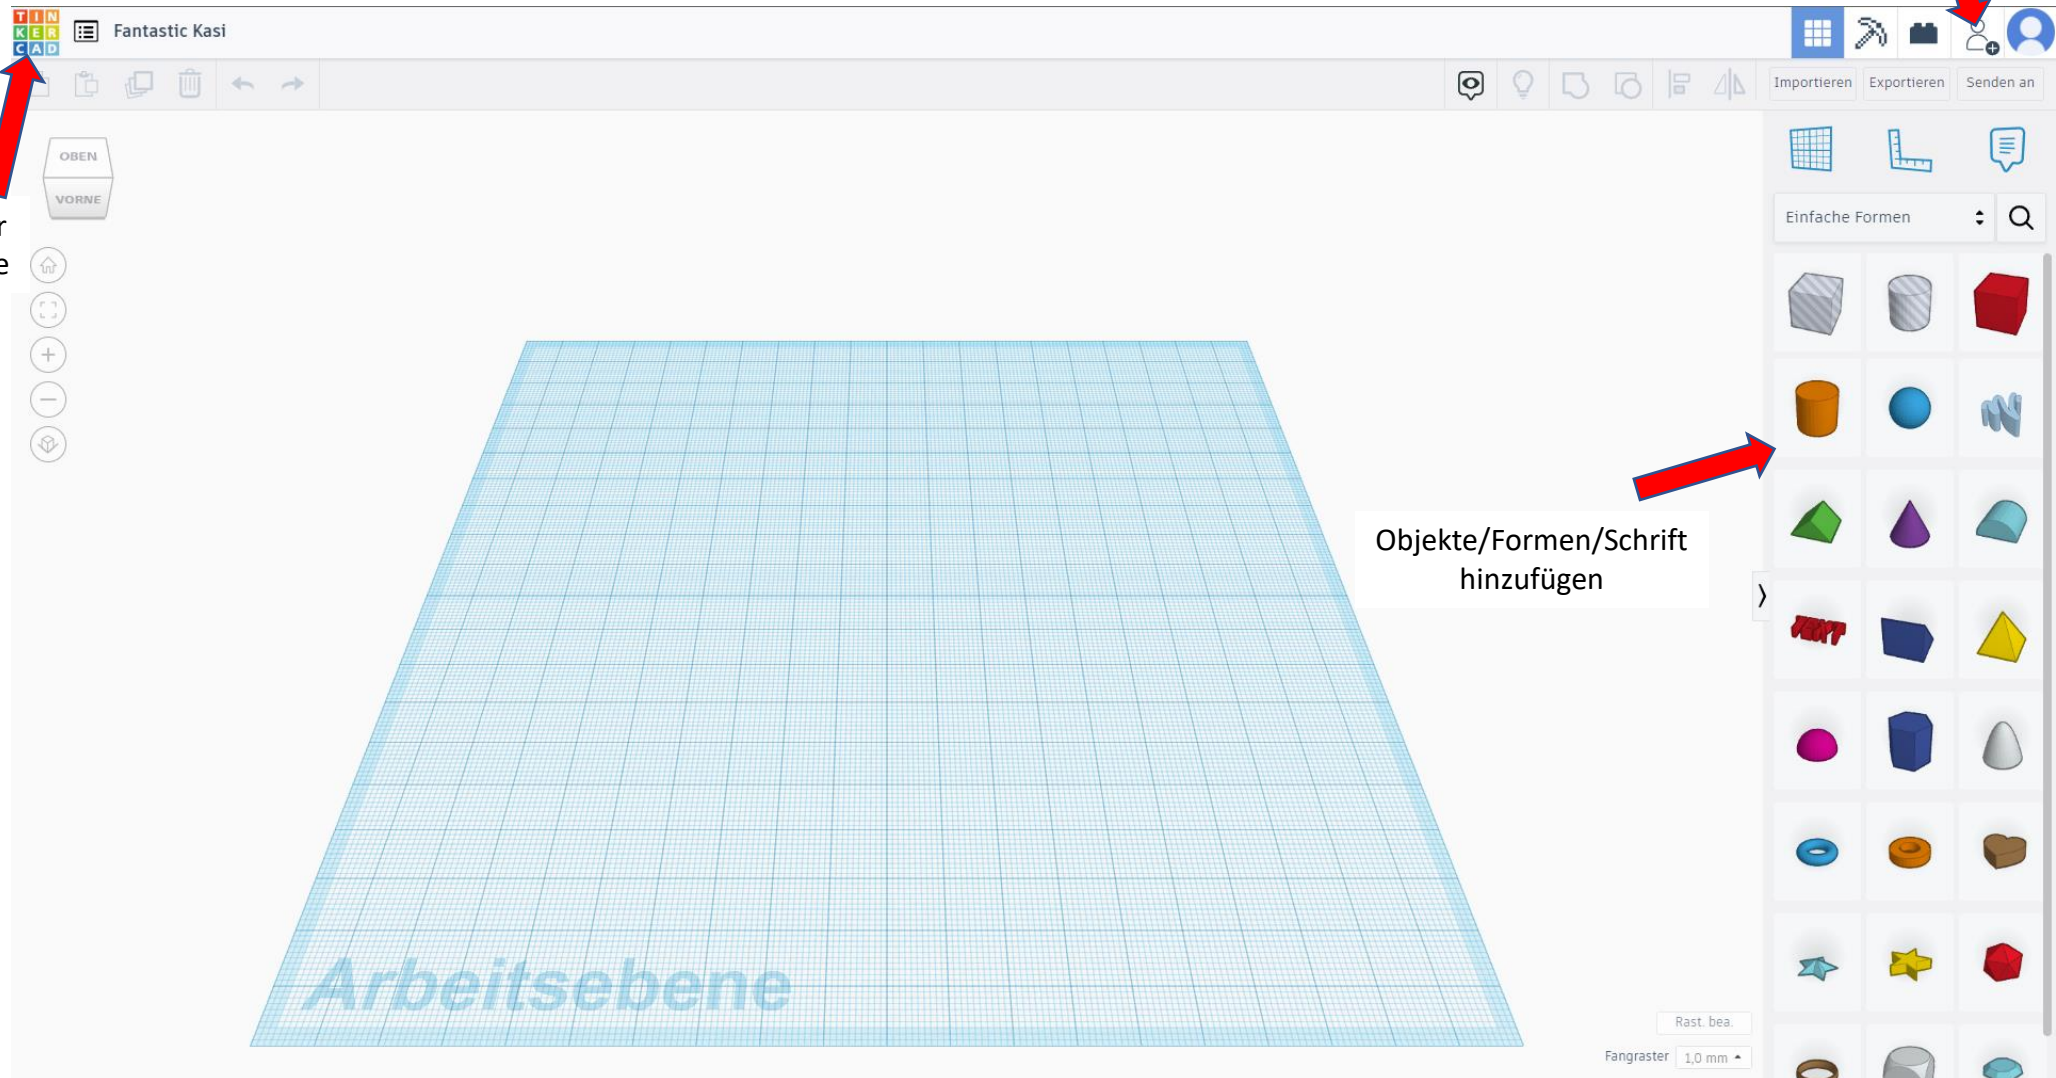 TIN
KER
CAD
Fantastic Kasi
Importieren
Exportieren
Senden an
OBEN
VORNE
r
e
Einfache Formen
Objekte/Formen/Schrift
hinzufügen
TEXT
Arbeitsebene
Rast. bea.
Fangraster
1,0 mm